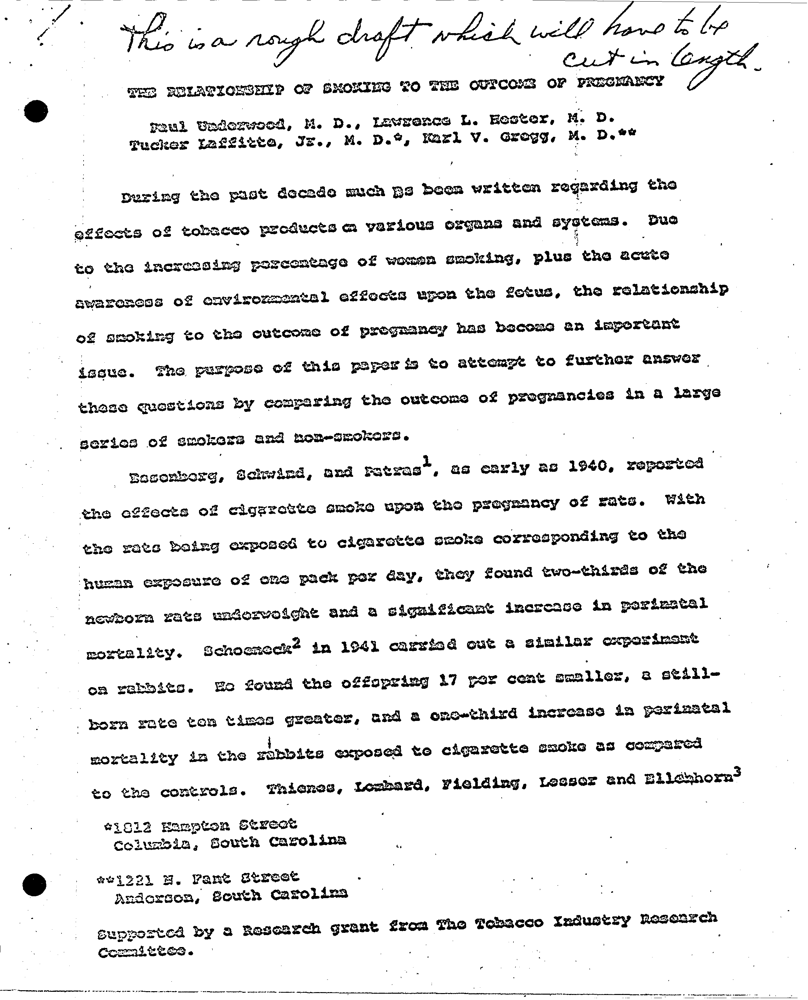 This is a rough draft which will have to be
cut in length.
THE RELATIONSHIP OF SMOKING TO THE OUTCOME OF PREGNANCY
Paul Underwood, M. D., Lawrence L. Hester, M. D.
Tucker Laffitte, Jr., M. D.*, Karl V. Gregg, M. D.**
During the past decade much has been written regarding the
effects of tobacco products on various organs and systems. Due
to the increasing percentage of women smoking, plus the acute
awareness of environmental effects upon the fetus, the relationship
of smoking to the outcome of pregnancy has become an important
issue. The purpose of this paper is to attempt to further answer
these questions by comparing the outcome of pregnancies in a large
series of smokers and non-smokers.
Essenberg, Schwind, and Patras1, as early as 1940, reported
the effects of cigarette smoke upon the pregnancy of rats. With
the rats being exposed to cigarette smoke corresponding to the
human exposure of one pack per day, they found two-thirds of the
newborn rats underweight and a significant increase in perinatal
mortality. Schoeneck2 in 1941 carried out a similar experiment
on rabbits. He found the offspring 17 per cent smaller, a still-
born rate ten times greater, and a one-third increase in perinatal
mortality in the rabbits exposed to cigarette smoke as compared
to the controls. Thienes, Lombard, Fielding, Lesser and Ellenhorn3
*1812 Hampton Street
Columbia, South Carolina
**1221 N. Fant Street
Anderson, South Carolina
Supported by a Research grant from The Tobacco Industry Research
Committee.